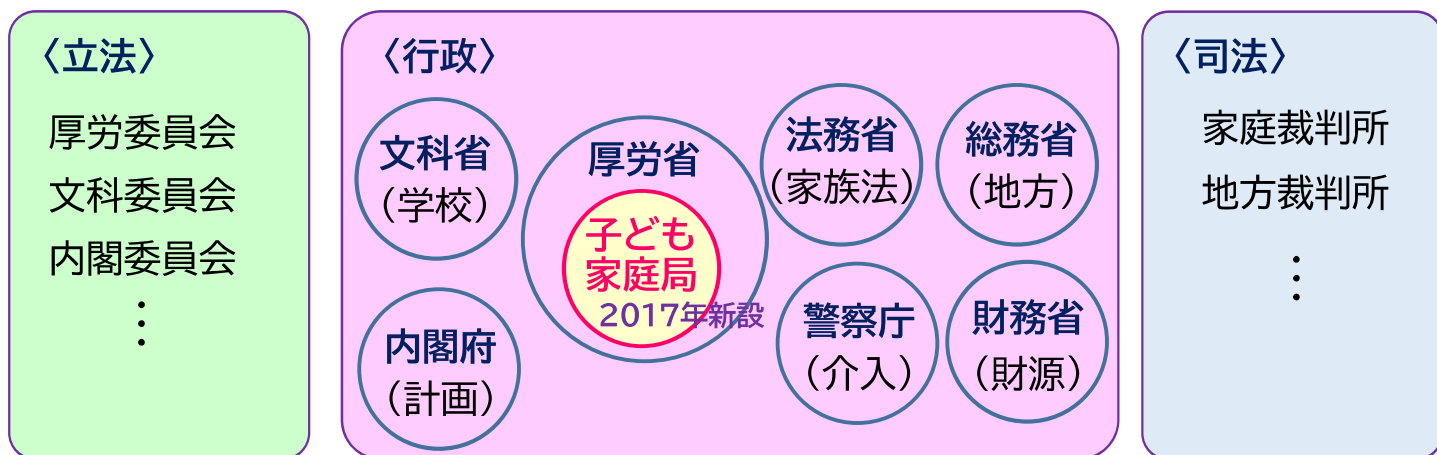 〈立法〉
厚労委員会
文科委員会
内閣委員会
⋮
〈行政〉
文科省
(学校)
内閣府
(計画)
厚労省
子ども
家庭局
2017年新設
法務省
(家族法)
総務省
(地方)
警察庁
(介入)
財務省
(財源)
〈司法〉
家庭裁判所
地方裁判所
⋮